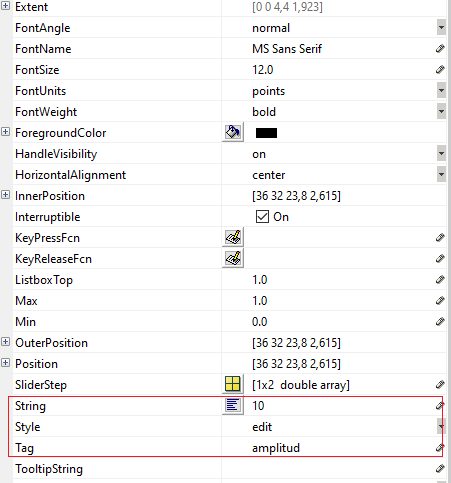 Extent [0 0 4,4 1,923]
FontAngle normal
FontName MS Sans Serif
FontSize 12.0
FontUnits points
FontWeight bold
ForegroundColor
HandleVisibility on
HorizontalAlignment center
InnerPosition [36 32 23,8 2,615]
Interruptible On
KeyPressFcn
KeyReleaseFcn
ListboxTop 1.0
Max 1.0
Min 0.0
OuterPosition [36 32 23,8 2,615]
Position [36 32 23,8 2,615]
SliderStep [1x2 double array]
String 10
Style edit
Tag amplitud
TooltipString